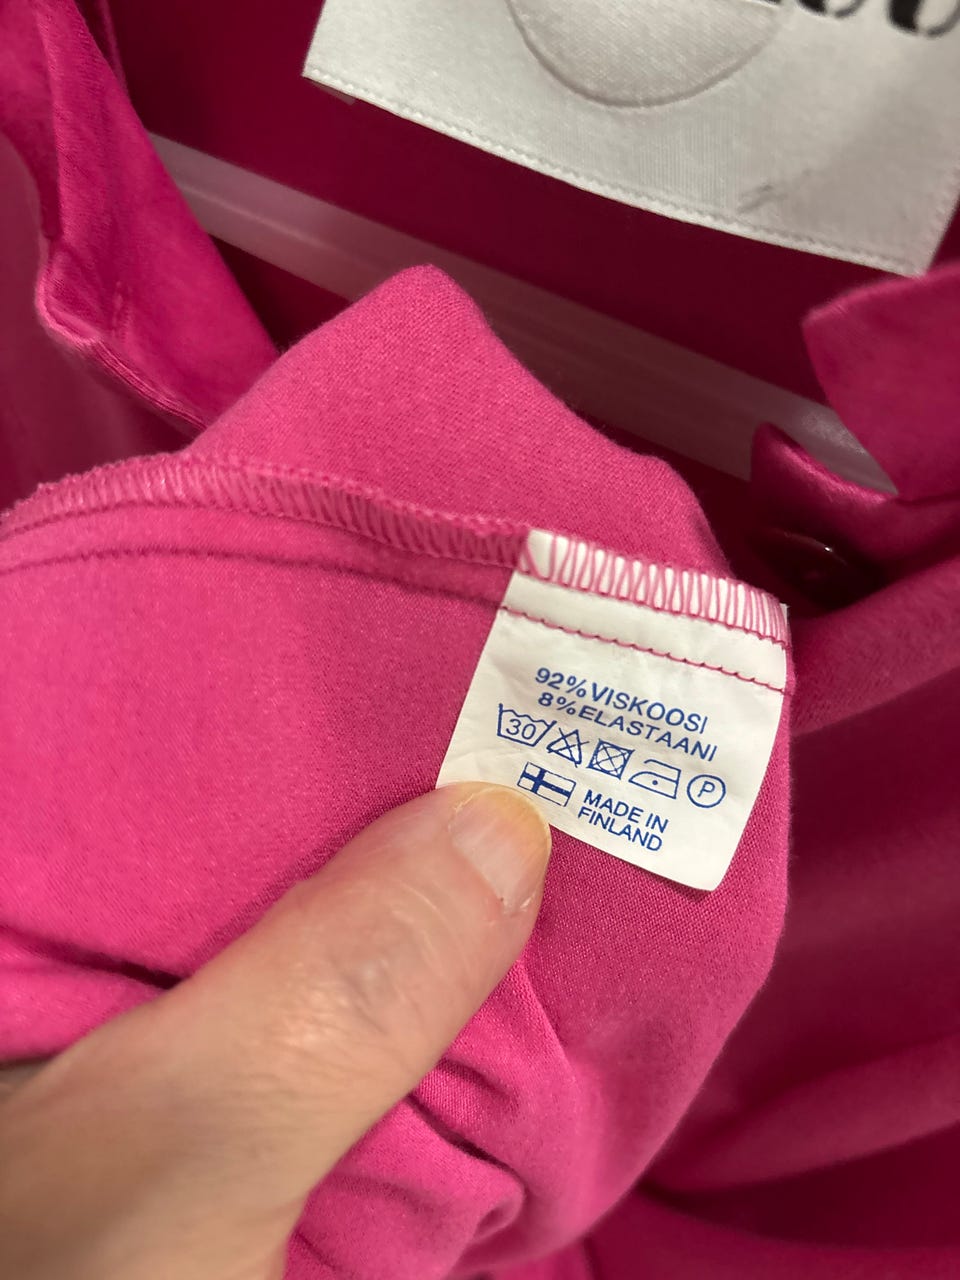 92%VISKOOSI
8%ELASTAANI
30
P
MADE IN
FINLAND